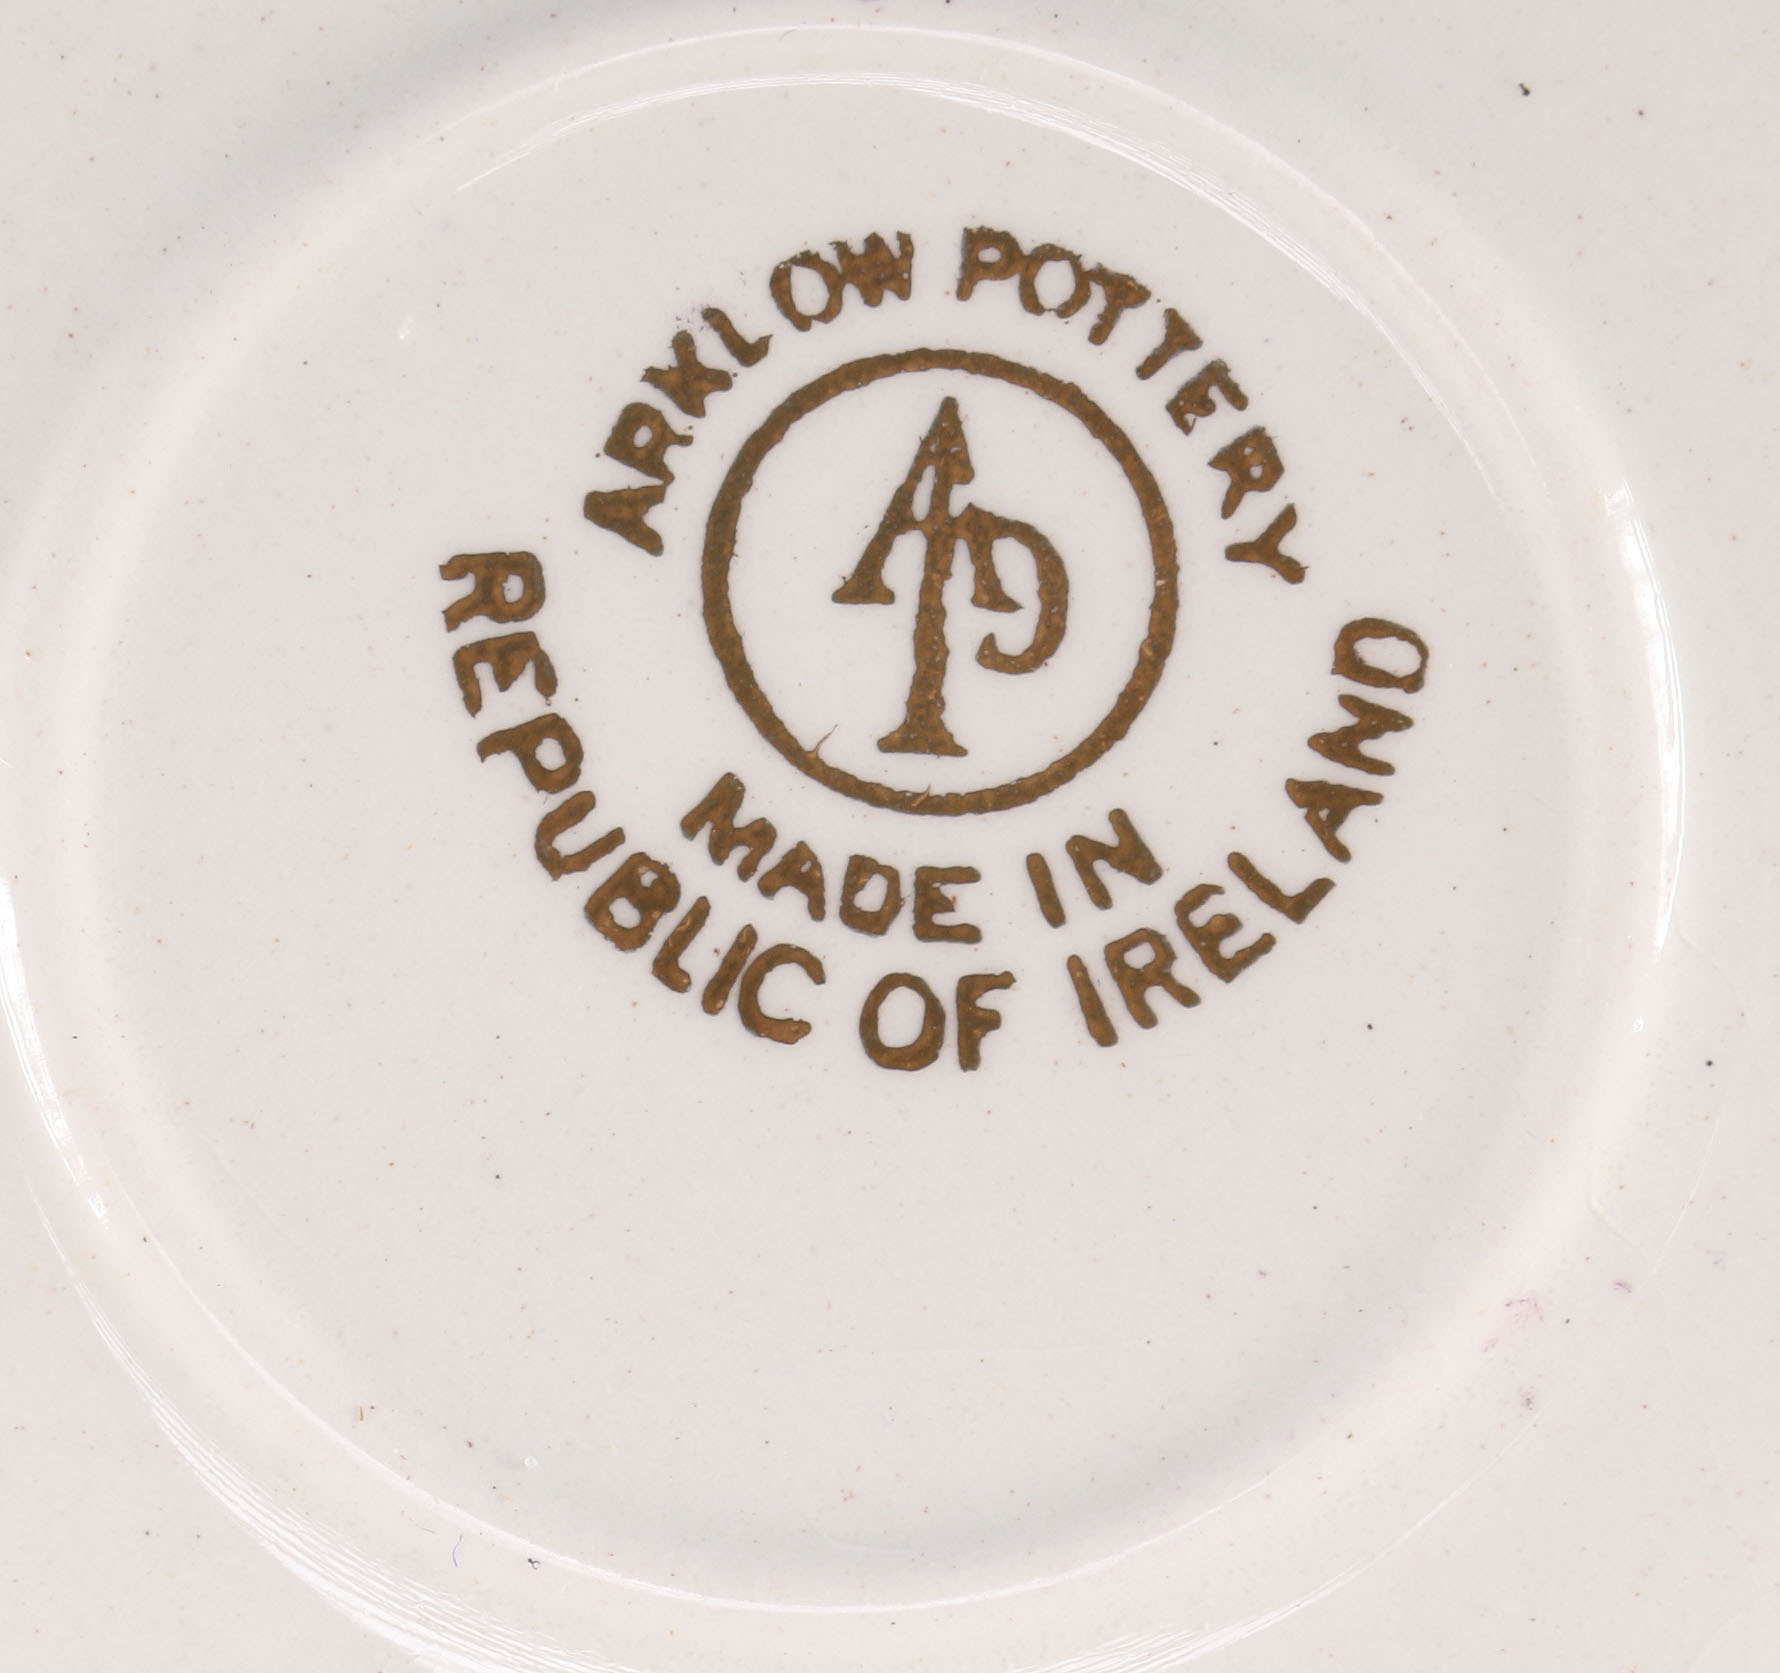 ARKLOW POTTERY
AP
MADE IN
REPUBLIC OF IRELAND